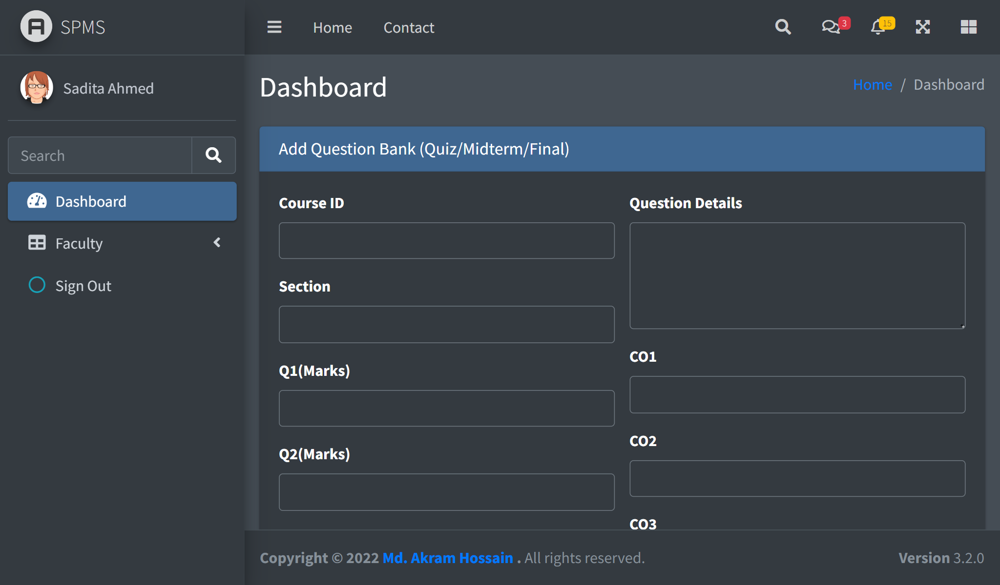 SPMS
Home
Contact
3
15
Sadita Ahmed
Search
Dashboard
Faculty
Sign Out
Dashboard
Home / Dashboard
Add Question Bank (Quiz/Midterm/Final)
Course ID
Section
Q1(Marks)
Q2(Marks)
Question Details
CO1
CO2
CO3
Copyright © 2022 Md. Akram Hossain . All rights reserved.
Version 3.2.0